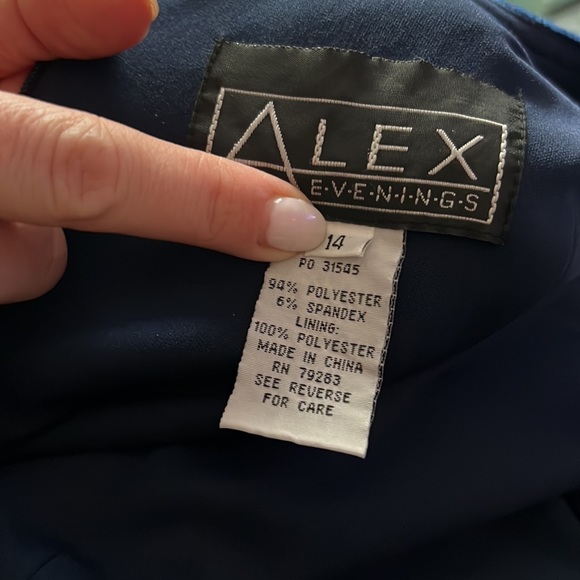 ALEX
E·V·E·N·I·N·G·S
14
PO 31545
94% POLYESTER
6% SPANDEX
LINING:
100% POLYESTER
MADE IN CHINA
RN 79283
SEE REVERSE
FOR CARE